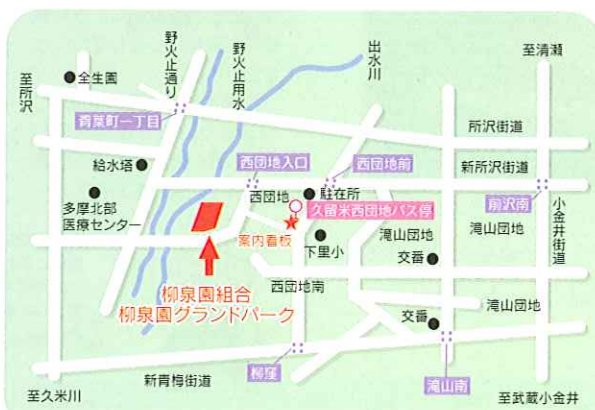 至所沢
全生園
野火止通り
野火止用水
出水川
至清瀬
青葉町一丁目
所沢街道
給水塔
西団地入口
西団地前
新所沢街道
多摩北部
医療センター
西団地
駐在所
久留米西団地バス停
前沢南
小金井街道
案内看板
下里小
滝山団地
滝山団地
交番
柳泉園組合
柳泉園グランドパーク
西団地南
滝山団地
交番
新青梅街道
柳窪
滝山南
至久米川
至武蔵小金井